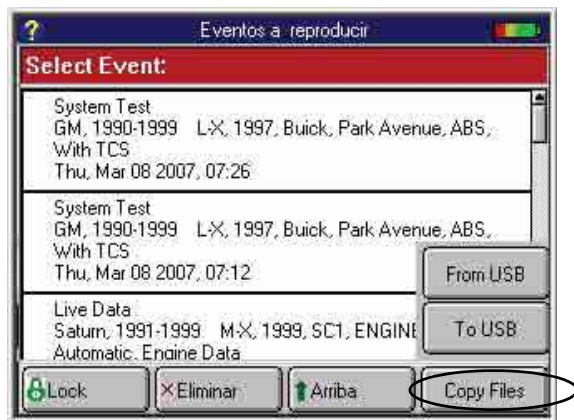 ?
Eventos a reproducir
Select Event:
System Test
GM, 1990-1999 L-X, 1997, Buick, Park Avenue, ABS,
With TCS
Thu, Mar 08 2007, 07:26
System Test
GM, 1990-1999 L-X, 1997, Buick, Park Avenue, ABS,
With TCS
Thu, Mar 08 2007, 07:12
From USB
Live Data
Saturn, 1991-1999 M-X, 1999, SC1, ENGINE
Automatic, Engine Data
To USB
Lock
Eliminar
Arriba
Copy Files